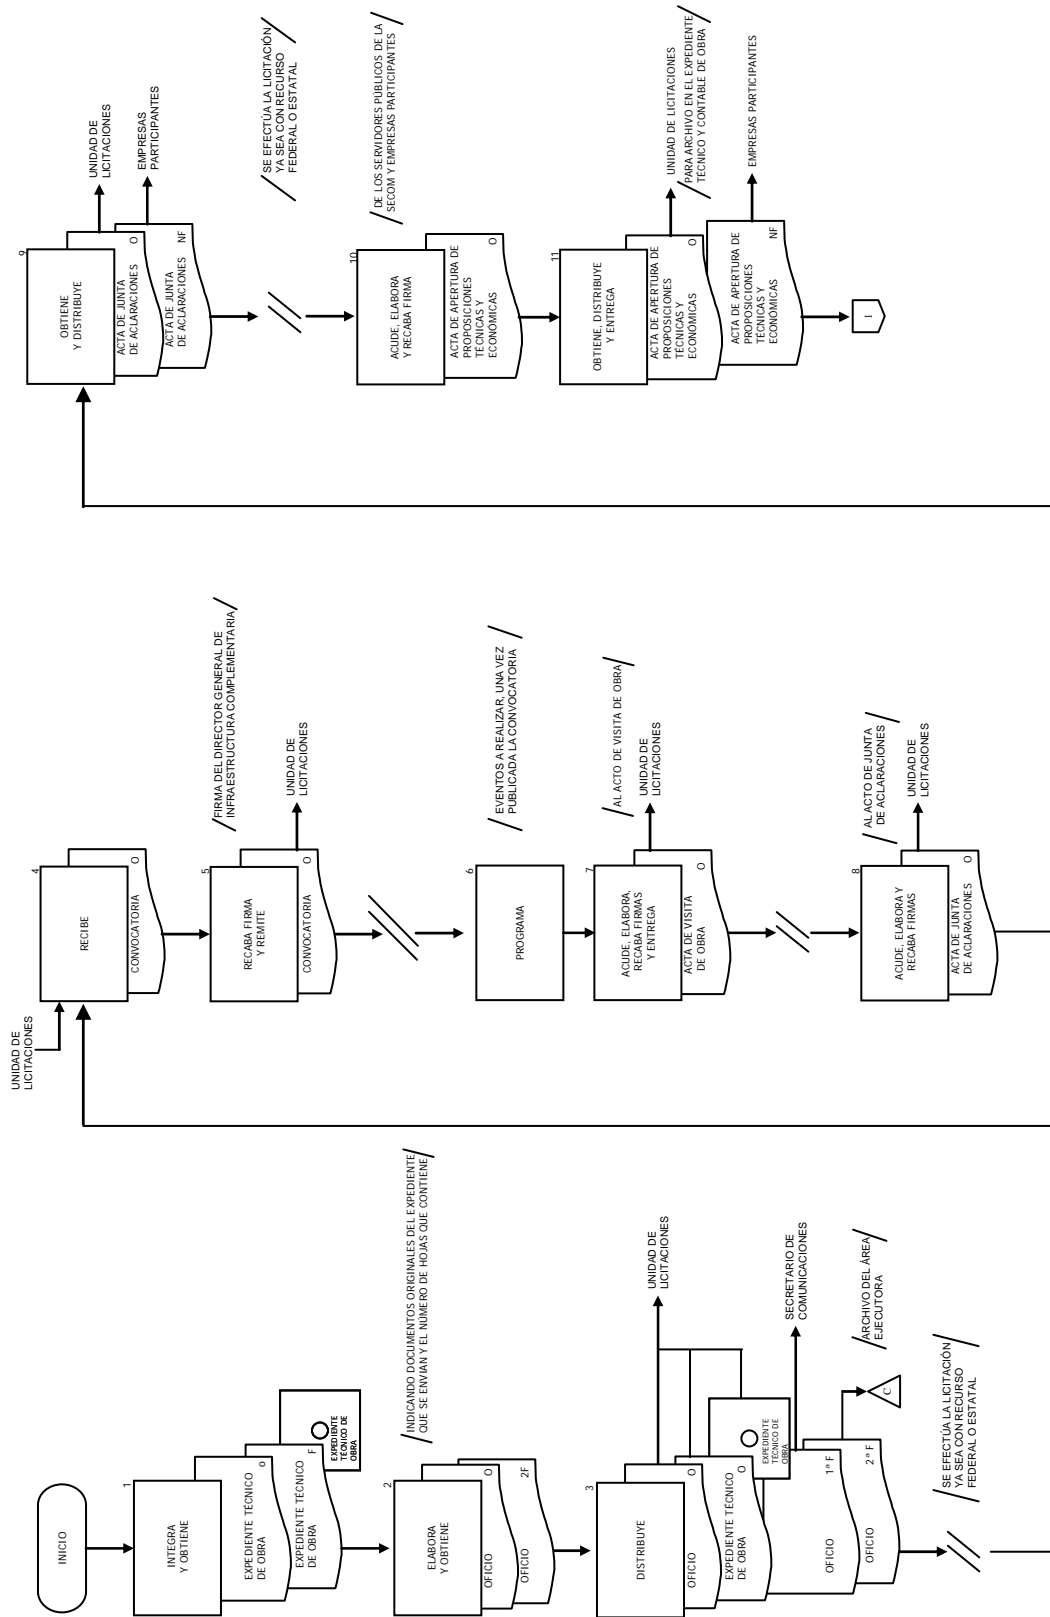 INICIO
1
INTEGRA
Y OBTIENE
EXPEDIENTE TÉCNICO
DE OBRA
o
EXPEDIENTE TÉCNICO
DE OBRA
F
EXPEDIENTE
TÉCNICO DE
OBRA
2
ELABORA
Y OBTIENE
OFICIO
O
OFICIO
2F
INDICANDO DOCUMENTOS ORIGINALES DEL EXPEDIENTE
QUE SE ENVIAN Y EL NÚMERO DE HOJAS QUE CONTIENE
3
DISTRIBUYE
OFICIO
O
EXPEDIENTE TÉCNICO
DE OBRA
O
EXPEDIENTE
TÉCNICO DE
OBRA
OFICIO
1ª F
OFICIO
2ª F
UNIDAD DE
LICITACIONES
SECRETARIO DE
COMUNICACIONES
C
ARCHIVO DEL ÁREA
EJECUTORA
SE EFECTÚA LA LICITACIÓN
YA SEA CON RECURSO
FEDERAL O ESTATAL
UNIDAD DE
LICITACIONES
4
RECIBE
CONVOCATORIA
O
5
RECABA FIRMA
Y REMITE
CONVOCATORIA
O
FIRMA DEL DIRECTOR GENERAL DE
INFRAESTRUCTURA COMPLEMENTARIA
UNIDAD DE
LICITACIONES
6
PROGRAMA
EVENTOS A REALIZAR, UNA VEZ
PUBLICADA LA CONVOCATORIA
7
ACUDE, ELABORA,
RECABA FIRMAS
Y ENTREGA
ACTA DE VISITA
DE OBRA
O
AL ACTO DE VISITA DE OBRA
UNIDAD DE
LICITACIONES
8
ACUDE, ELABORA Y
RECABA FIRMAS
ACTA DE JUNTA
DE ACLARACIONES
O
AL ACTO DE JUNTA
DE ACLARACIONES
UNIDAD DE
LICITACIONES
9
OBTIENE
Y DISTRIBUYE
ACTA DE JUNTA
DE ACLARACIONES
O
ACTA DE JUNTA
DE ACLARACIONES
NF
UNIDAD DE
LICITACIONES
EMPRESAS
PARTICIPANTES
SE EFECTÚA LA LICITACIÓN
YA SEA CON RECURSO
FEDERAL O ESTATAL
10
ACUDE, ELABORA
Y RECABA FIRMA
ACTA DE APERTURA DE
PROPOSICIONES
TÉCNICAS Y
ECONÓMICAS
O
DE LOS SERVIDORES PÚBLICOS DE LA
SECOM Y EMPRESAS PARTICIPANTES
11
OBTIENE, DISTRIBUYE
Y ENTREGA
ACTA DE APERTURA DE
PROPOSICIONES
TÉCNICAS Y
ECONÓMICAS
O
ACTA DE APERTURA DE
PROPOSICIONES
TÉCNICAS Y
ECONÓMICAS
NF
UNIDAD DE LICITACIONES
PARA ARCHIVO EN EL EXPEDIENTE
TÉCNICO Y CONTABLE DE OBRA
EMPRESAS PARTICIPANTES
1